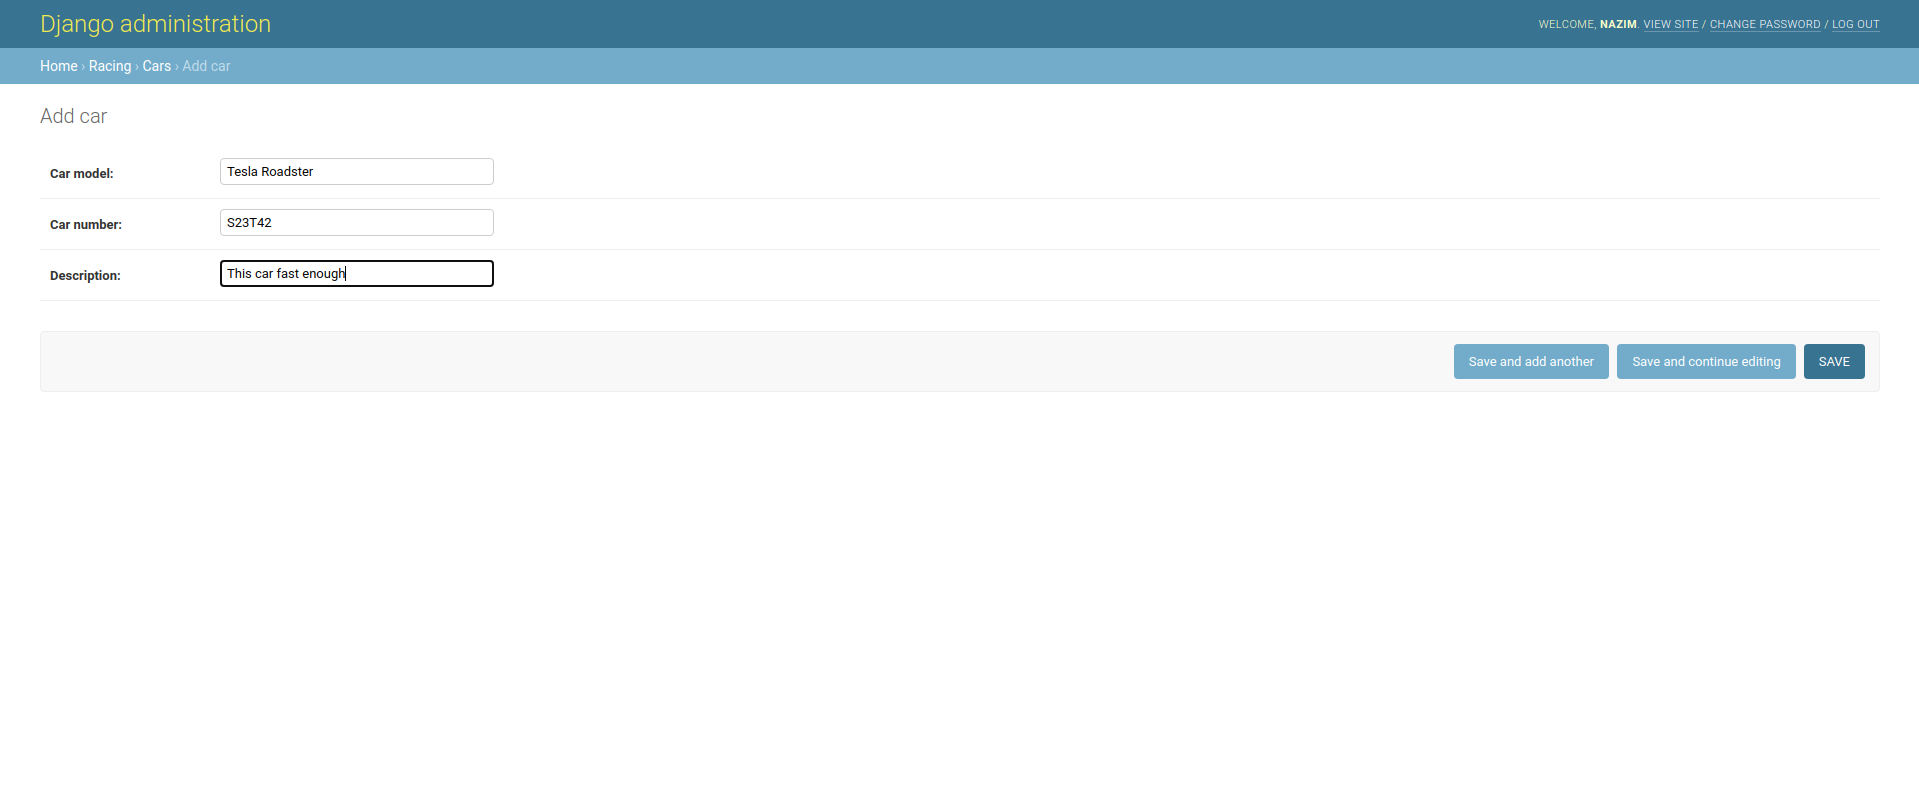 Django administration
WELCOME, NAZIM. VIEW SITE / CHANGE PASSWORD / LOG OUT
Home › Racing › Cars › Add car
Add car
Car model: Tesla Roadster
Car number: S23T42
Description: This car fast enough
Save and add another Save and continue editing SAVE